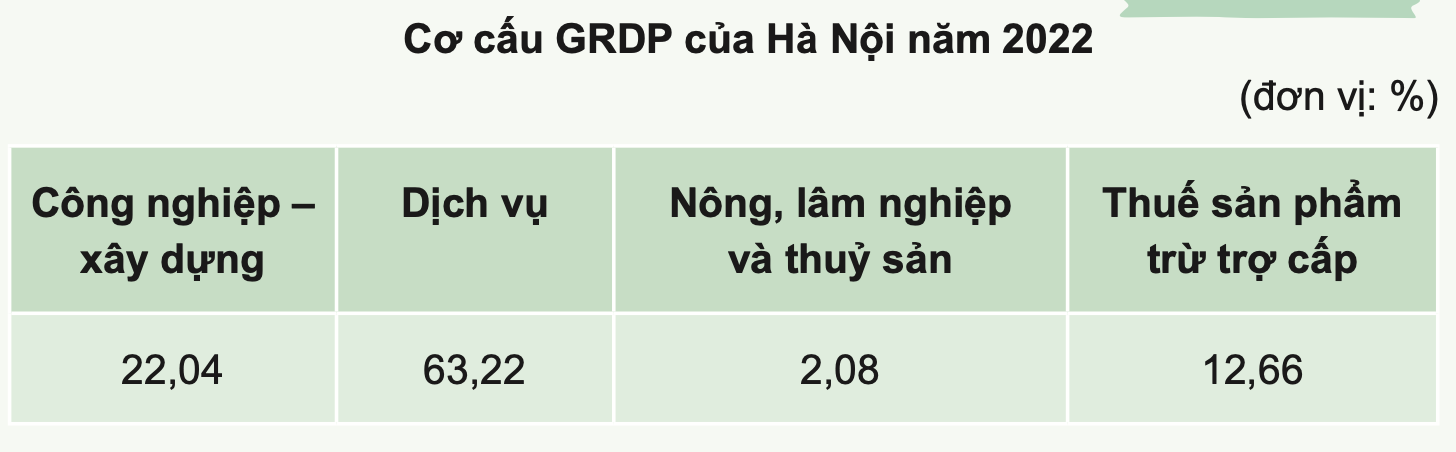 Cơ cấu GRDP của Hà Nội năm 2022
(đơn vị: %)
Công nghiệp – xây dựng
Dịch vụ
Nông, lâm nghiệp và thuỷ sản
Thuế sản phẩm trừ trợ cấp
22,04
63,22
2,08
12,66